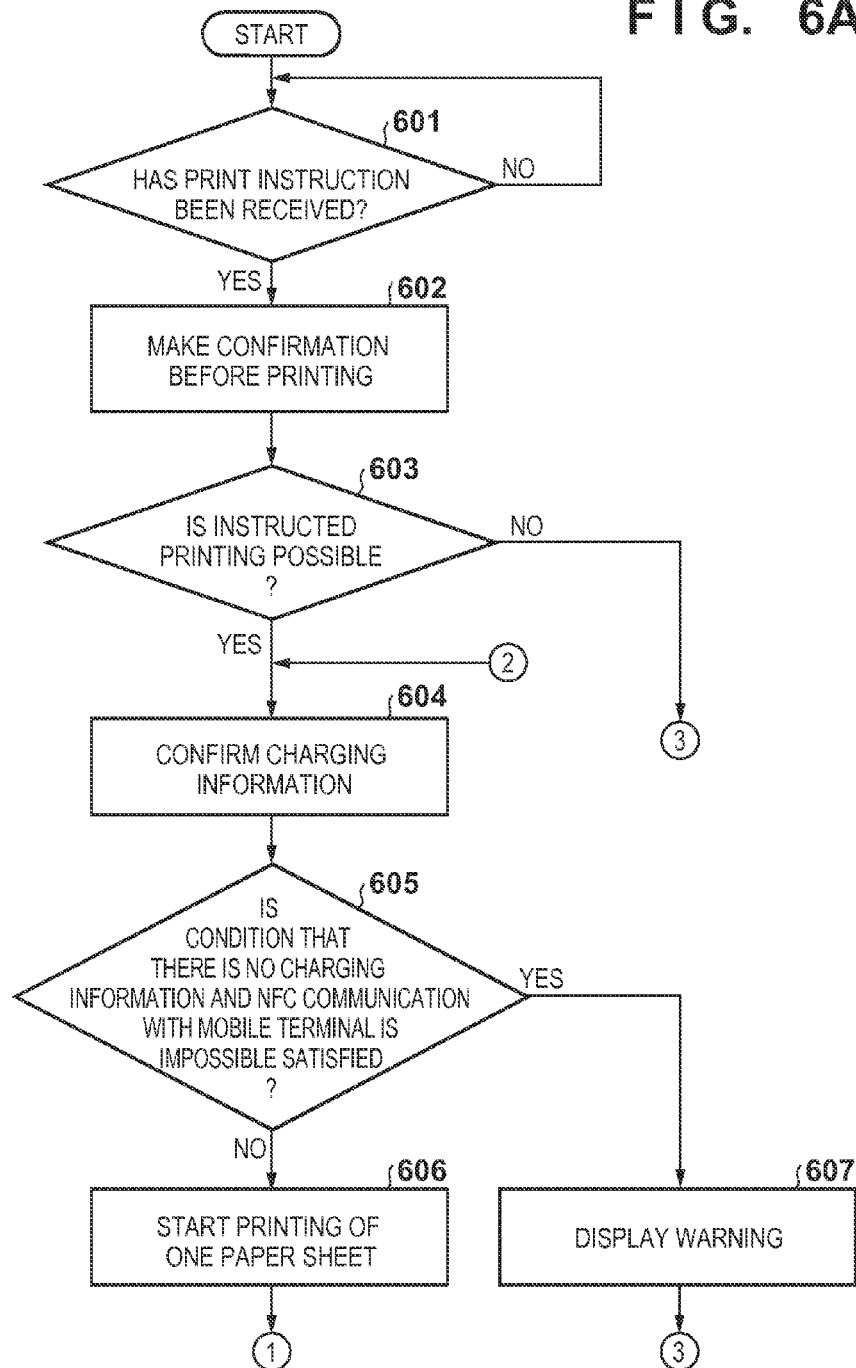 FIG. 6A
START
601
HAS PRINT INSTRUCTION
BEEN RECEIVED?
NO
YES
602
MAKE CONFIRMATION
BEFORE PRINTING
603
IS INSTRUCTED
PRINTING POSSIBLE
?
NO
YES
2
604
3
CONFIRM CHARGING
INFORMATION
605
IS
CONDITION THAT
THERE IS NO CHARGING
INFORMATION AND NFC COMMUNICATION
WITH MOBILE TERMINAL IS
IMPOSSIBLE SATISFIED
?
YES
NO
606
607
START PRINTING OF
ONE PAPER SHEET
DISPLAY WARNING
1
3